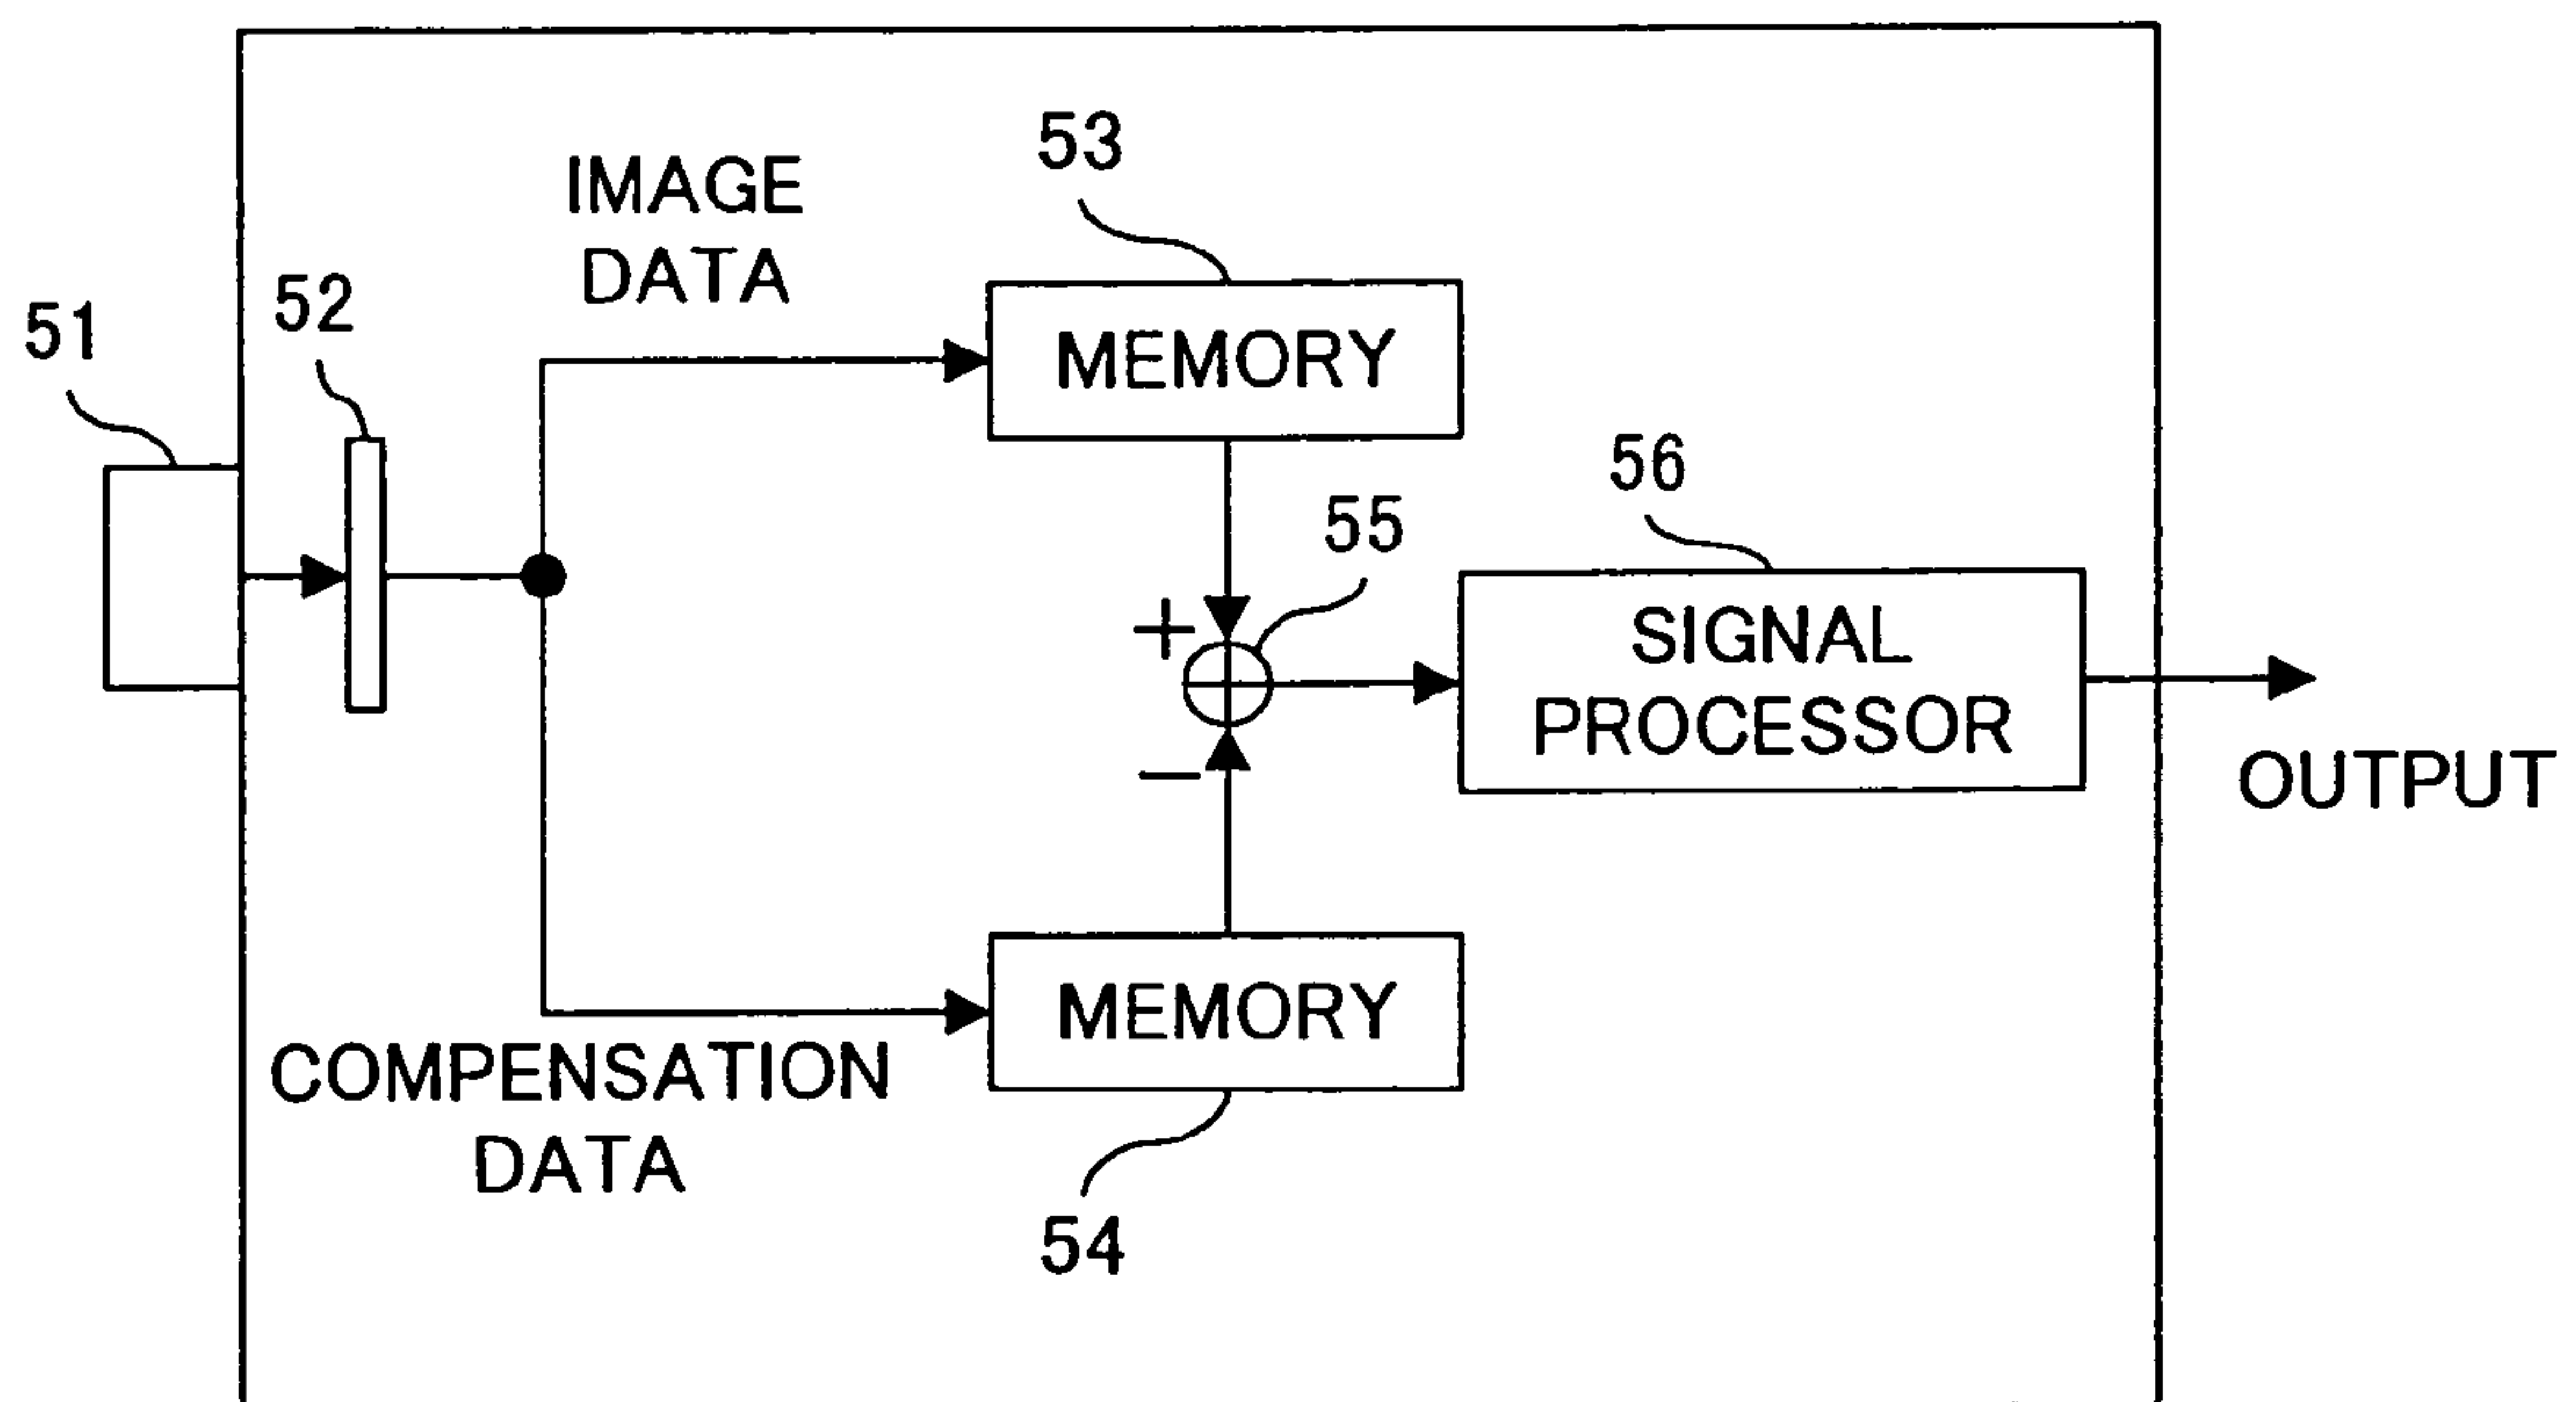 53
IMAGE
DATA
52
51
MEMORY
56
55
+
SIGNAL
PROCESSOR
−
OUTPUT
MEMORY
COMPENSATION
DATA
54